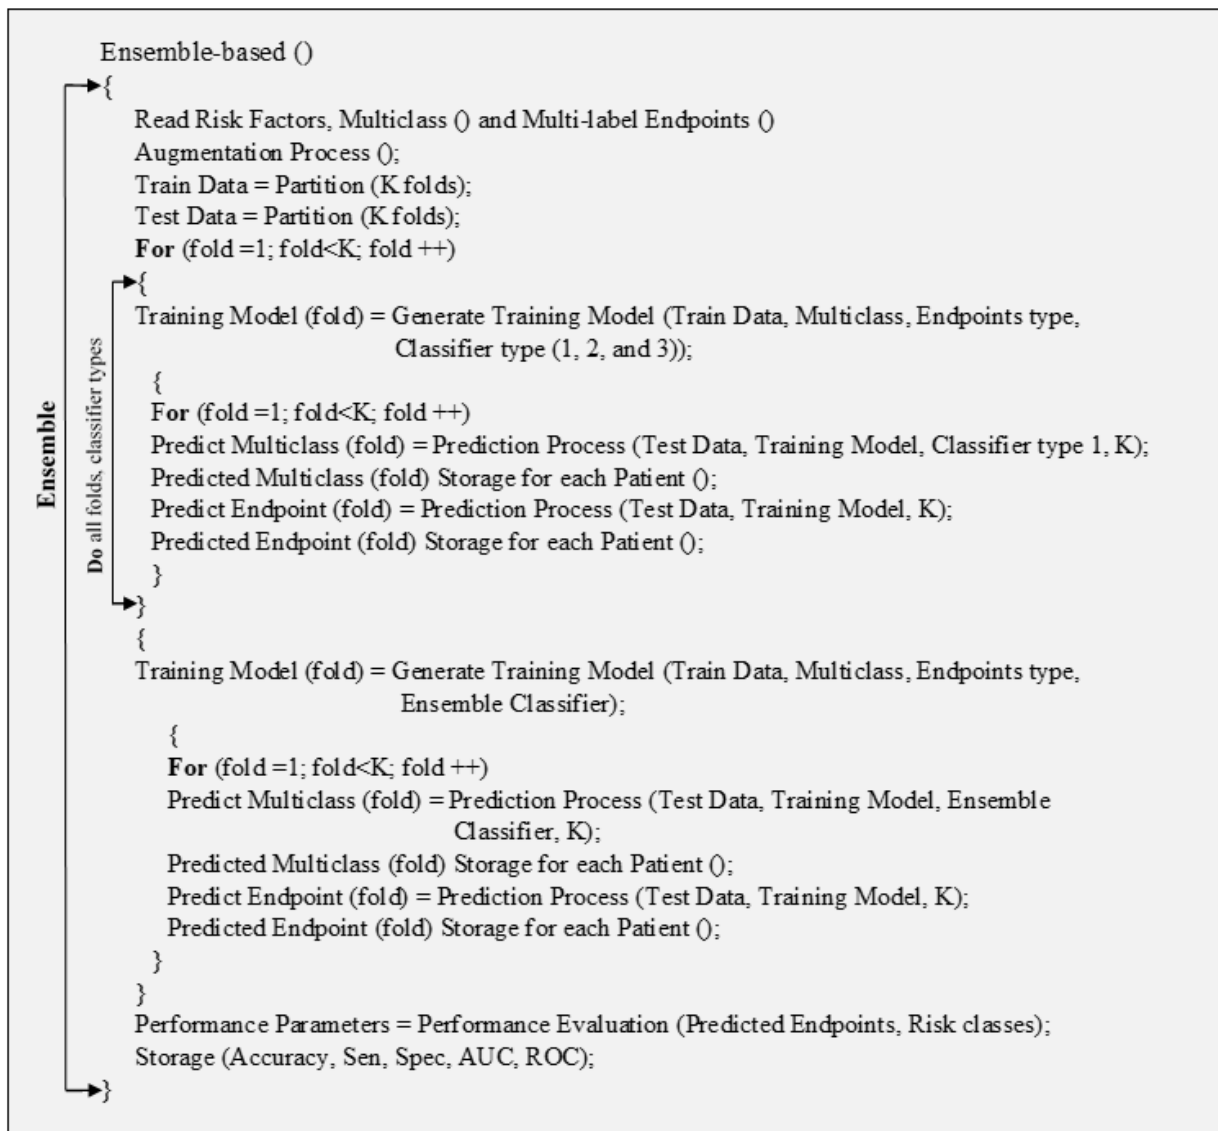 Ensemble-based ()
{
Read Risk Factors, Multiclass () and Multi-label Endpoints ()
Augmentation Process ();
Train Data = Partition (K folds);
Test Data = Partition (K folds);
For (fold =1; fold<K; fold ++)
{
Training Model (fold) = Generate Training Model (Train Data, Multiclass, Endpoints type,
Classifier type (1, 2, and 3));
{
For (fold =1; fold<K; fold ++)
Predict Multiclass (fold) = Prediction Process (Test Data, Training Model, Classifier type 1, K);
Predicted Multiclass (fold) Storage for each Patient ();
Predict Endpoint (fold) = Prediction Process (Test Data, Training Model, K);
Predicted Endpoint (fold) Storage for each Patient ();
}
}
{
Training Model (fold) = Generate Training Model (Train Data, Multiclass, Endpoints type,
Ensemble Classifier);
{
For (fold =1; fold<K; fold ++)
Predict Multiclass (fold) = Prediction Process (Test Data, Training Model, Ensemble
Classifier, K);
Predicted Multiclass (fold) Storage for each Patient ();
Predict Endpoint (fold) = Prediction Process (Test Data, Training Model, K);
Predicted Endpoint (fold) Storage for each Patient ();
}
}
Performance Parameters = Performance Evaluation (Predicted Endpoints, Risk classes);
Storage (Accuracy, Sen, Spec, AUC, ROC);
}
Ensemble
Do all folds, classifier types